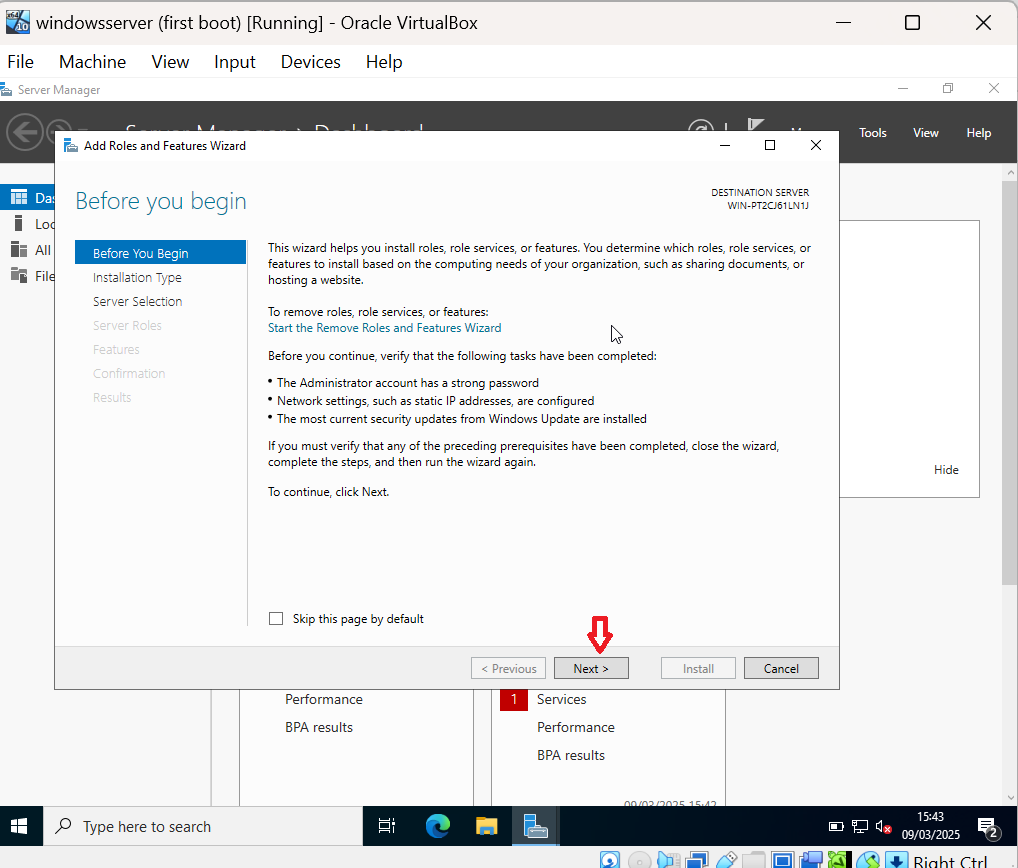 windowsserver (first boot) [Running] - Oracle VirtualBox
File Machine View Input Devices Help
Server Manager
Server Manager Dashboard
Tools View Help
Add Roles and Features Wizard
Before you begin
DESTINATION SERVER
WIN-PT2CJ61LN1J
Das
Loc
All
File
Before You Begin
Installation Type
Server Selection
Server Roles
Features
Confirmation
Results
This wizard helps you install roles, role services, or features. You determine which roles, role services, or
features to install based on the computing needs of your organization, such as sharing documents, or
hosting a website.
To remove roles, role services, or features:
Start the Remove Roles and Features Wizard
Before you continue, verify that the following tasks have been completed:
• The Administrator account has a strong password
• Network settings, such as static IP addresses, are configured
• The most current security updates from Windows Update are installed
If you must verify that any of the preceding prerequisites have been completed, close the wizard,
complete the steps, and then run the wizard again.
To continue, click Next.
Hide
Skip this page by default
< Previous Next > Install Cancel
Performance
BPA results
1 Services
Performance
BPA results
09/03/2025 15:42
Type here to search
15:43
09/03/2025
2
Right Ctrl